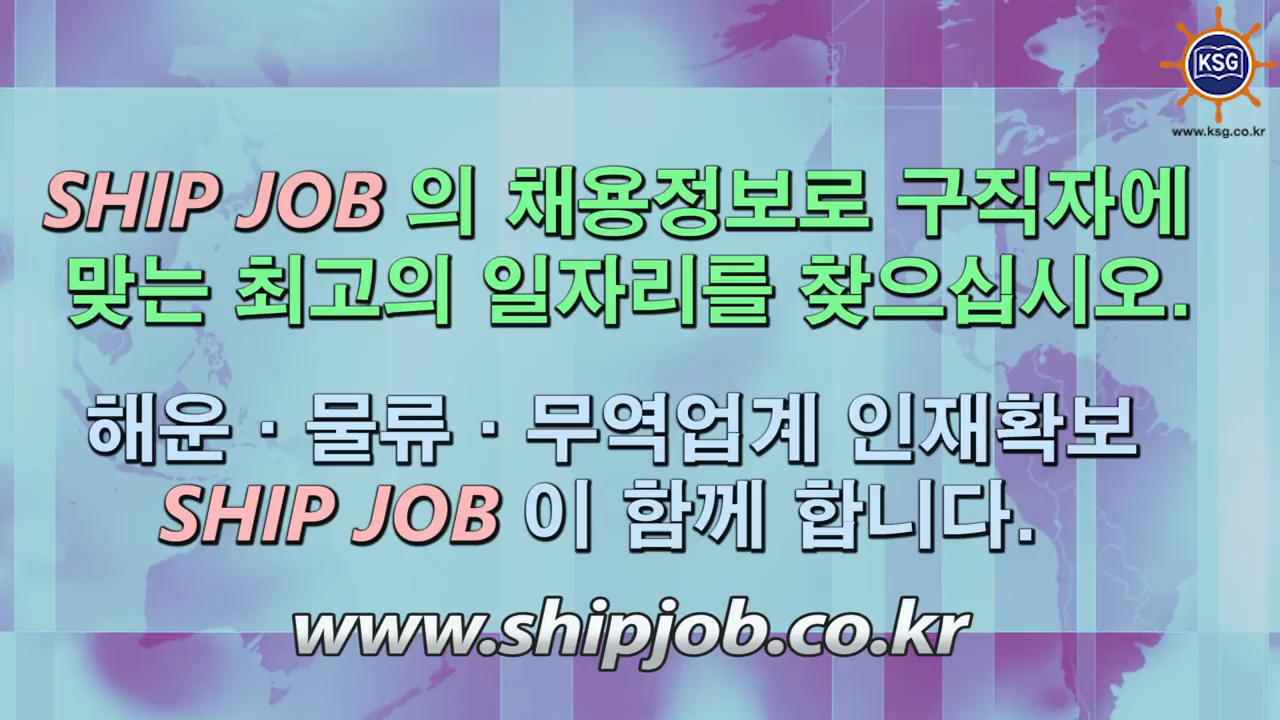 KSG
www.ksg.co.kr
SHIP JOB 의 채용정보로 구직자에
맞는 최고의 일자리를 찾으십시오.
해운 · 물류 · 무역업계 인재확보
SHIP JOB 이 함께 합니다.
www.shipjob.co.kr